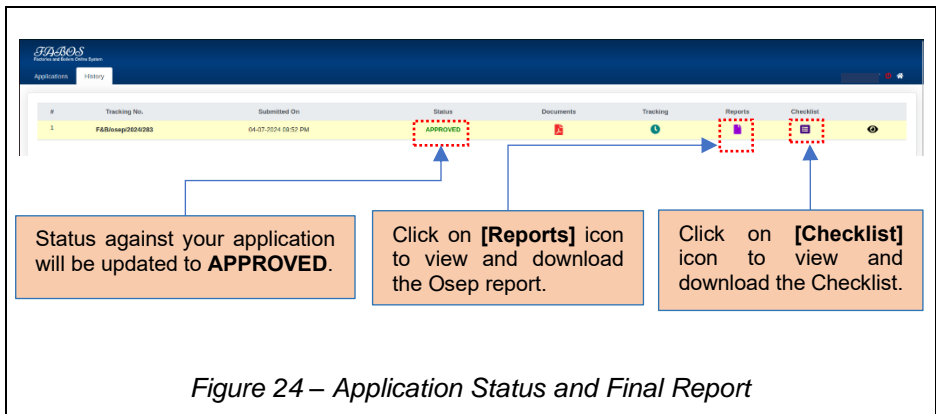 FABOS
Factories and Boilers Online System
Applications History
# Tracking No. Submitted On Status Documents Tracking Reports Checklist
1 F&B/osep/2024/283 04-07-2024 09:52 PM APPROVED
Status against your application
will be updated to APPROVED.
Click on [Reports] icon
to view and download
the Osep report.
Click on [Checklist]
icon to view and
download the Checklist.
Figure 24 – Application Status and Final Report